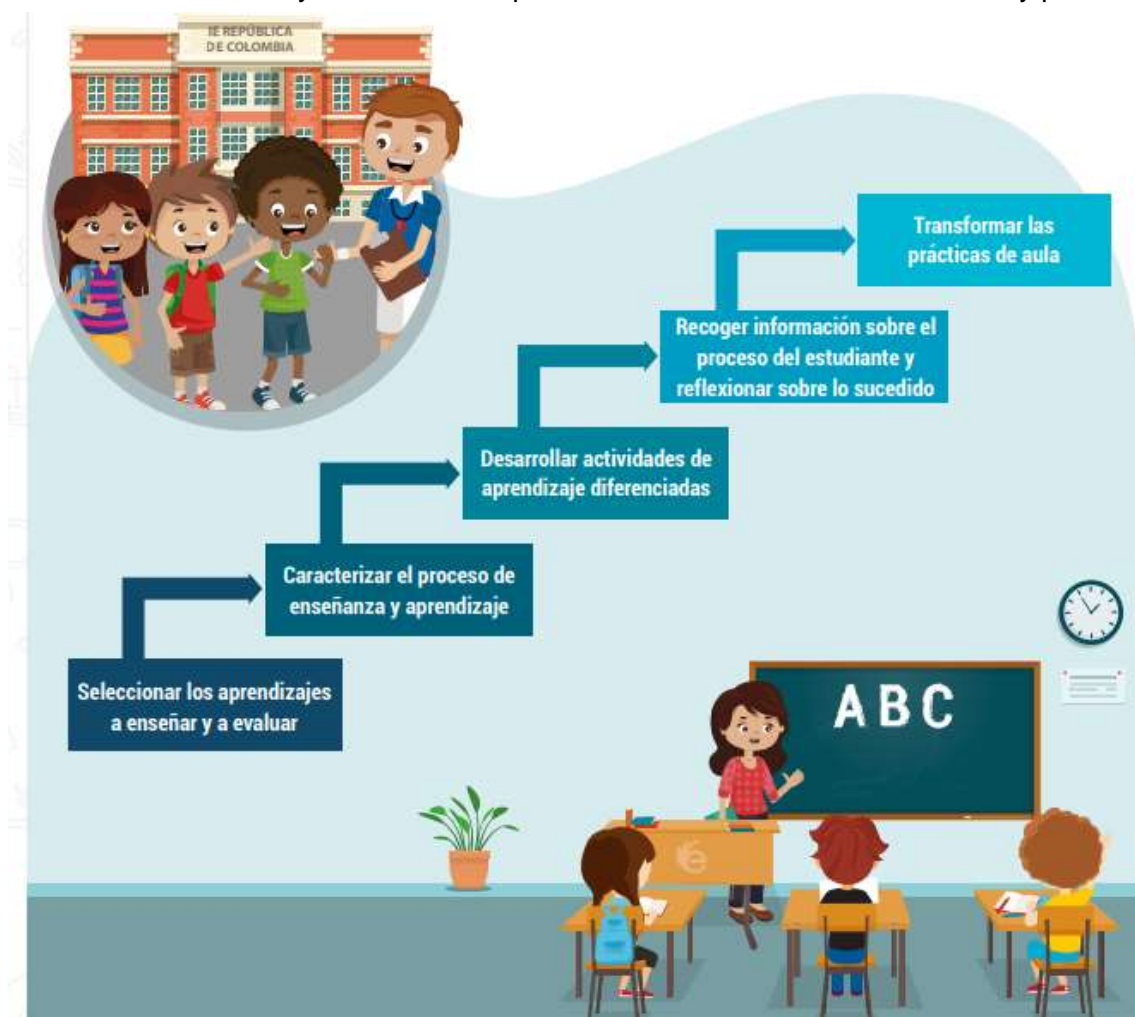 IE REPÚBLICA
DE COLOMBIA
Transformar las
prácticas de aula
Recoger información sobre el
proceso del estudiante y
reflexionar sobre lo sucedido
Desarrollar actividades de
aprendizaje diferenciadas
Caracterizar el proceso de
enseñanza y aprendizaje
Seleccionar los aprendizajes
a enseñar y a evaluar
A B C
e